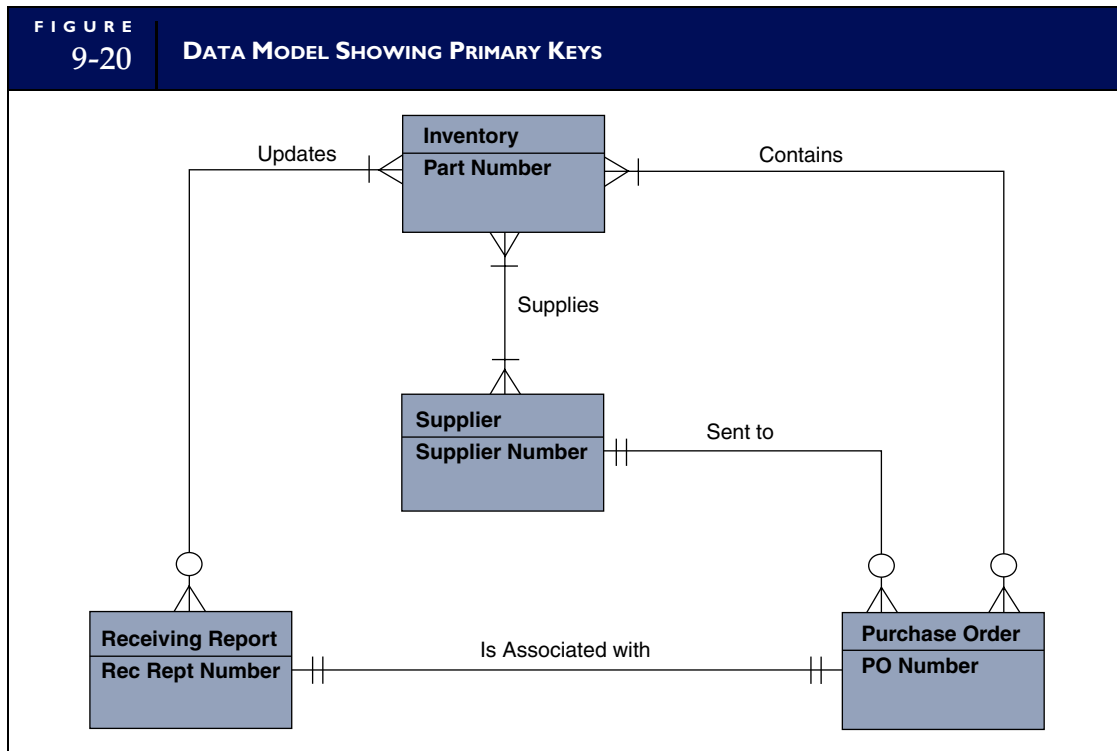 FIGURE
9-20
DATA MODEL SHOWING PRIMARY KEYS
Inventory
Part Number
Updates
Contains
Supplies
Supplier
Supplier Number
Sent to
Receiving Report
Rec Rept Number
Is Associated with
Purchase Order
PO Number